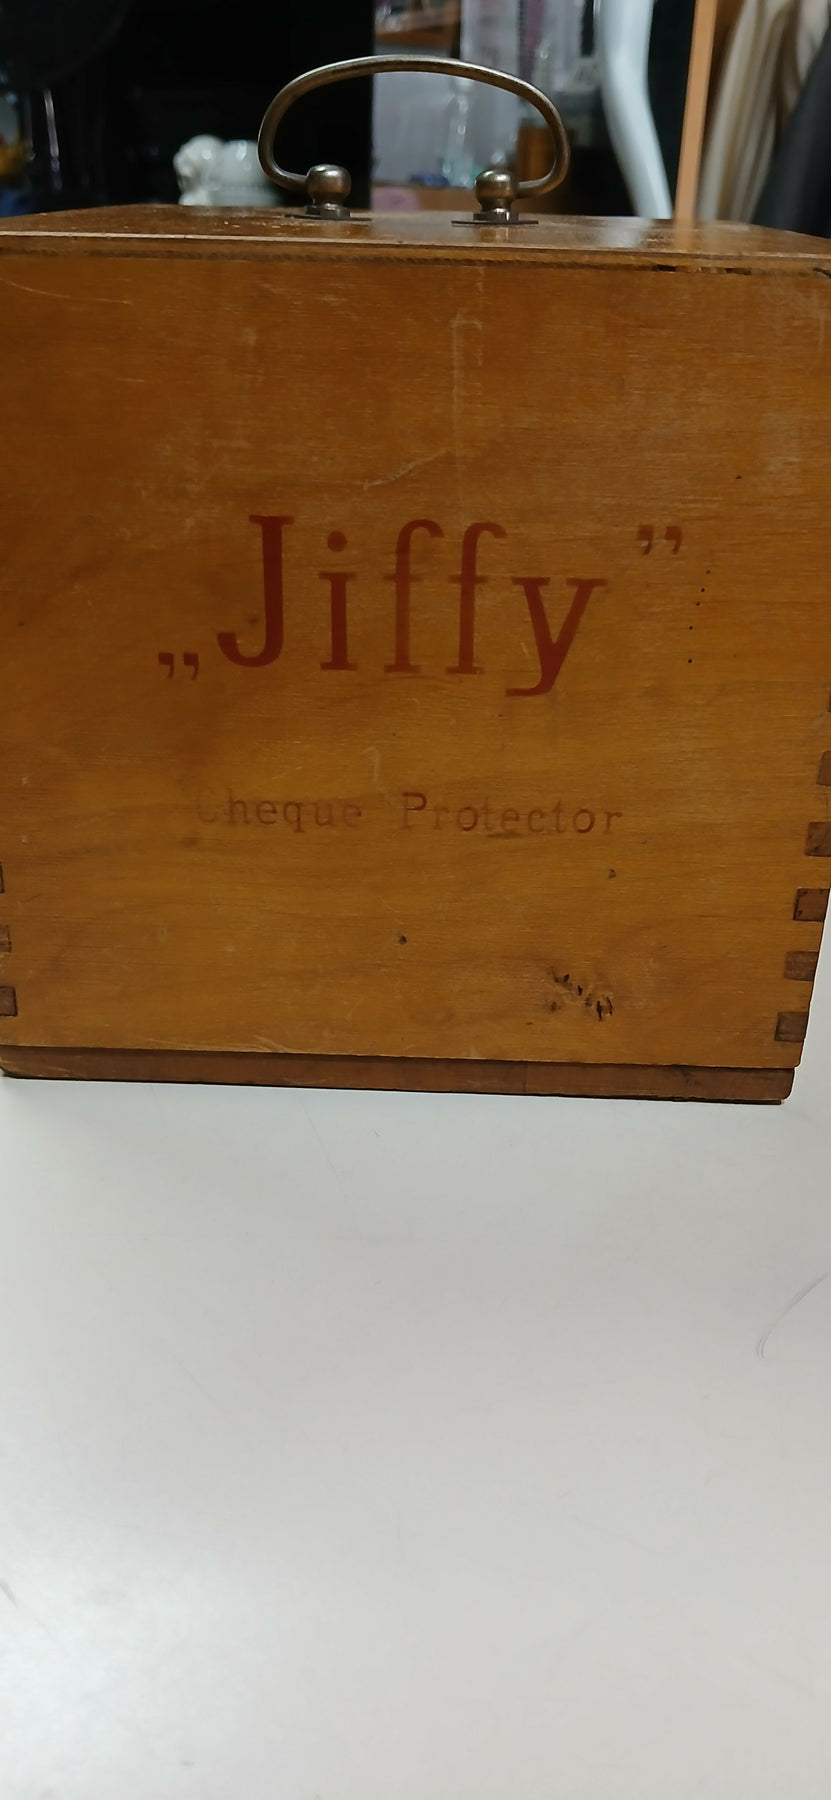 „Jiffy”
Cheque Protector